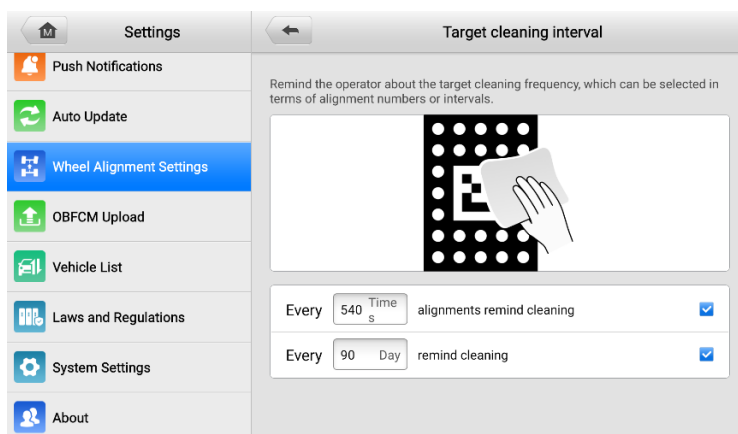 M
Settings
Push Notifications
Auto Update
Wheel Alignment Settings
OBFCM Upload
Vehicle List
Laws and Regulations
System Settings
About
Target cleaning interval
Remind the operator about the target cleaning frequency, which can be selected in
terms of alignment numbers or intervals.
Every 540 Time
s alignments remind cleaning
Every 90 Day remind cleaning